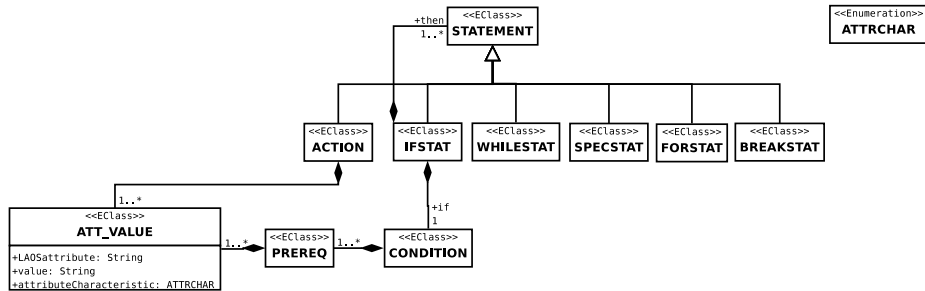 <<EClass>>
STATEMENT
<<Enumeration>>
ATTRCHAR
+then
1..*
<<EClass>>
ACTION
<<EClass>>
IFSTAT
<<EClass>>
WHILESTAT
<<EClass>>
SPECSTAT
<<EClass>>
FORSTAT
<<EClass>>
BREAKSTAT
1..*
+if
1
<<EClass>>
ATT_VALUE
+LAOSattribute: String
+value: String
+attributeCharacteristic: ATTRCHAR
1..*
<<EClass>>
PREREQ
1..*
<<EClass>>
CONDITION